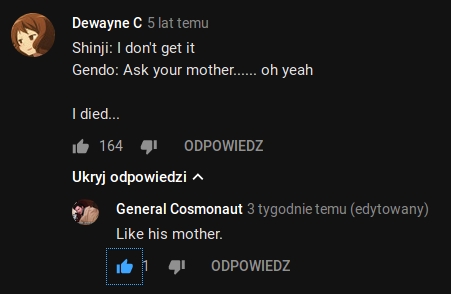 Dewayne C 5 lat temu
Shinji: I don't get it
Gendo: Ask your mother...... oh yeah
I died...
164 ODPOWIEDZ
Ukryj odpowiedzi
General Cosmonaut 3 tygodnie temu (edytowany)
Like his mother.
1 ODPOWIEDZ